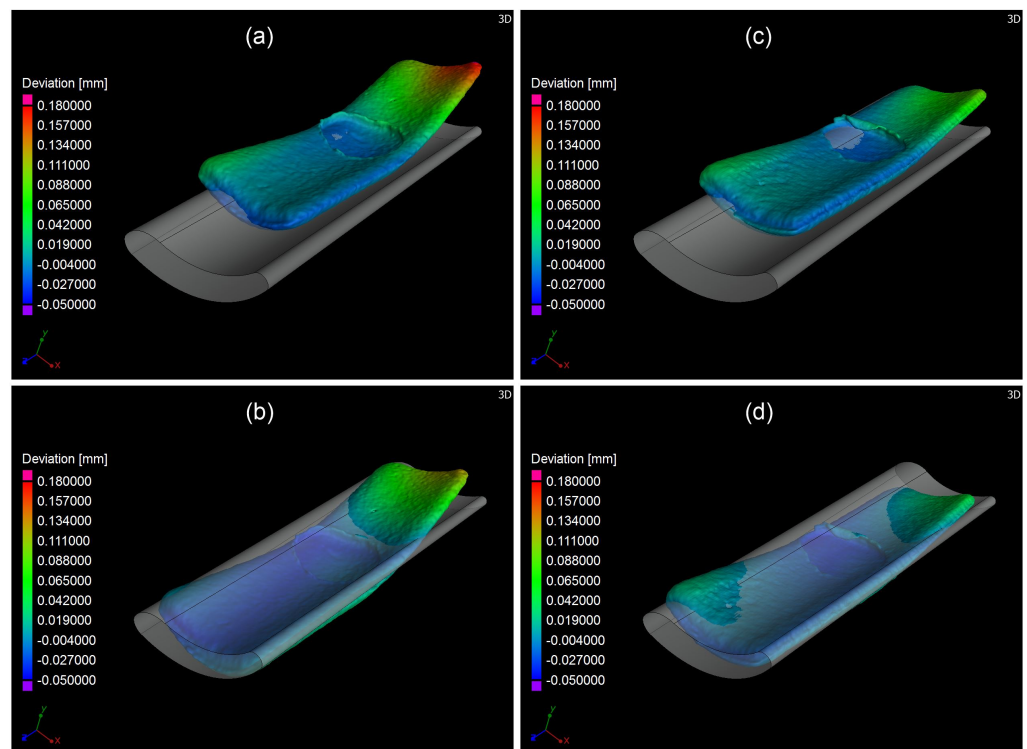 3D
(a)
Deviation [mm]
0.180000
0.157000
0.134000
0.111000
0.088000
0.065000
0.042000
0.019000
-0.004000
-0.027000
-0.050000
y
z
x
3D
(c)
Deviation [mm]
0.180000
0.157000
0.134000
0.111000
0.088000
0.065000
0.042000
0.019000
-0.004000
-0.027000
-0.050000
y
z
x
3D
(b)
Deviation [mm]
0.180000
0.157000
0.134000
0.111000
0.088000
0.065000
0.042000
0.019000
-0.004000
-0.027000
-0.050000
y
z
x
3D
(d)
Deviation [mm]
0.180000
0.157000
0.134000
0.111000
0.088000
0.065000
0.042000
0.019000
-0.004000
-0.027000
-0.050000
y
z
x